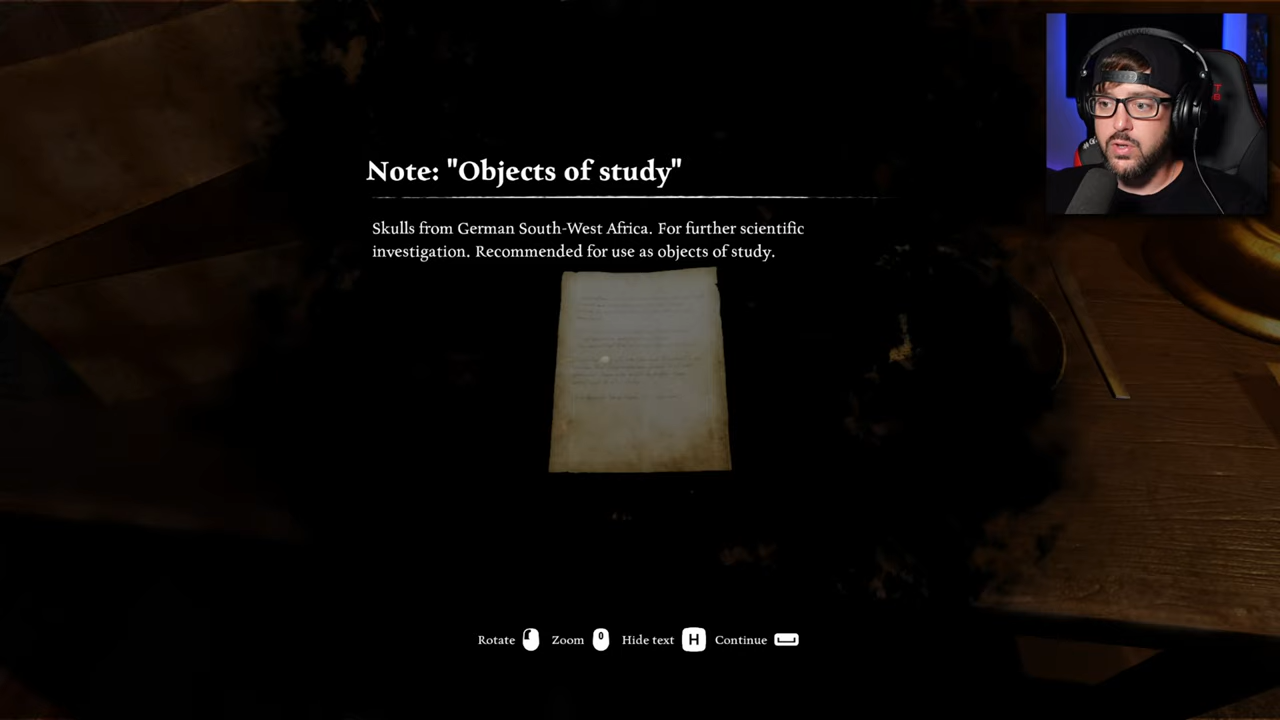 Note: "Objects of study"
Skulls from German South-West Africa. For further scientific
investigation. Recommended for use as objects of study.
Rotate Zoom 0 Hide text H Continue